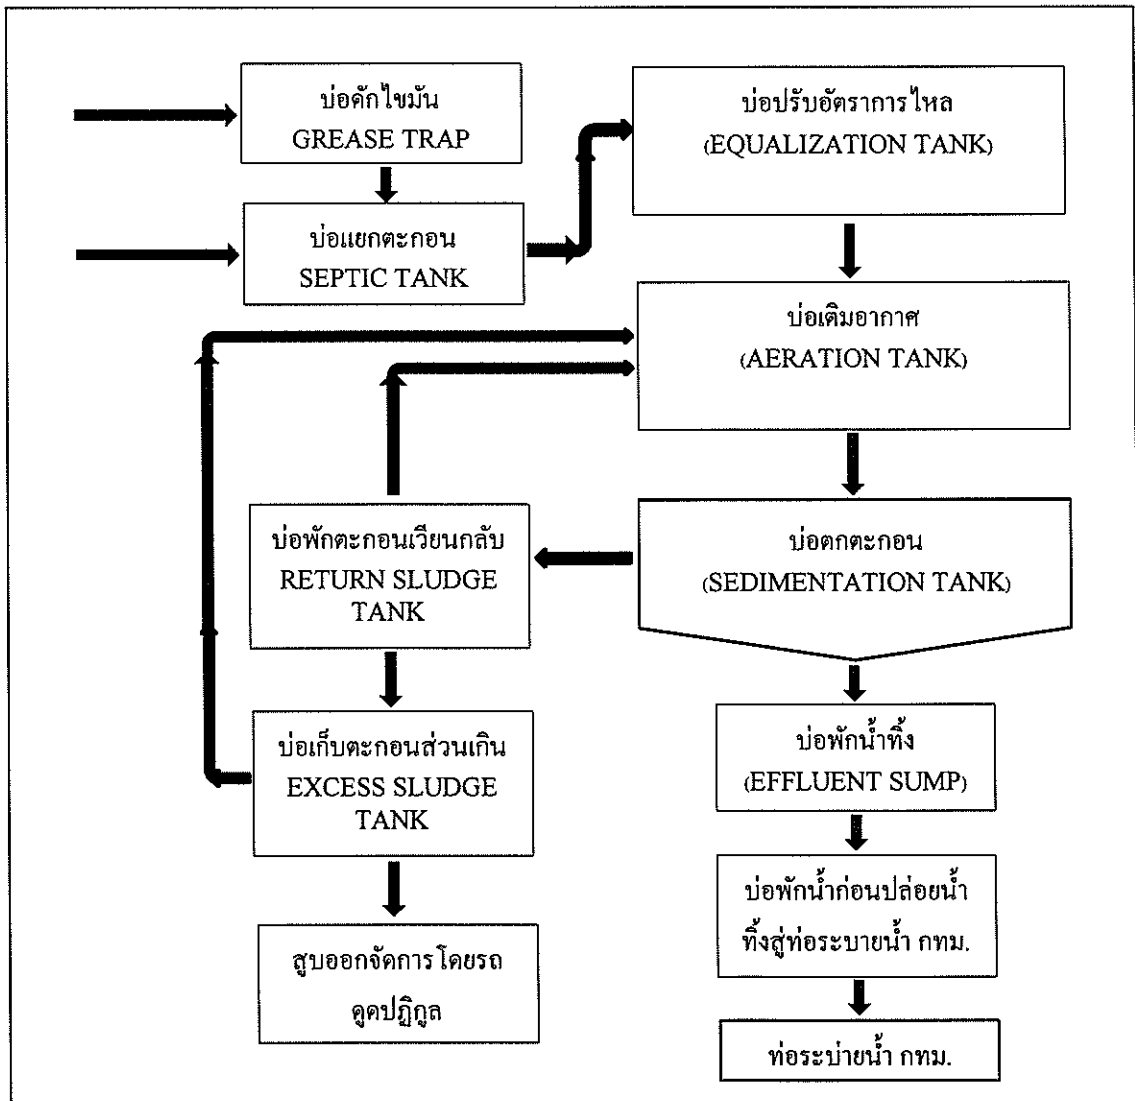 บ่อดักไขมัน
GREASE TRAP
บ่อปรับอัตราการไหล
(EQUALIZATION TANK)
บ่อแยกตะกอน
SEPTIC TANK
บ่อเติมอากาศ
(AERATION TANK)
บ่อพักตะกอนเวียนกลับ
RETURN SLUDGE
TANK
บ่อตกตะกอน
(SEDIMENTATION TANK)
บ่อเก็บตะกอนส่วนเกิน
EXCESS SLUDGE
TANK
บ่อพักน้ำทิ้ง
(EFFLUENT SUMP)
สูบออกจัดการโดยรถ
ดูดปฏิกูล
บ่อพักน้ำก่อนปล่อยน้ำ
ทิ้งสู่ท่อระบายน้ำ กทม.
ท่อระบ่ายน้ำ กทม.